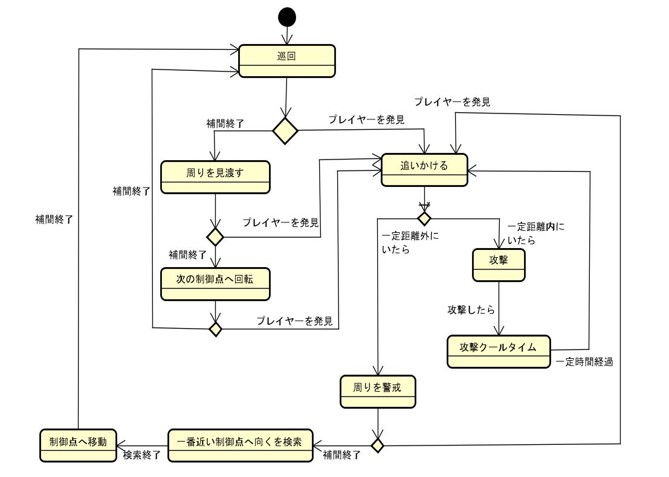 巡回
補間終了
プレイヤーを発見
プレイヤーを発見
周りを見渡す
追いかける
補間終了
補間終了
プレイヤーを発見
補間終了
一定距離外に
いたら
一定距離内に
いたら
攻撃
次の制御点へ回転
プレイヤーを発見
攻撃したら
攻撃クールタイム
一定時間経過
周りを警戒
制御点へ移動
検索終了
一番近い制御点へ向くを検索
補間終了